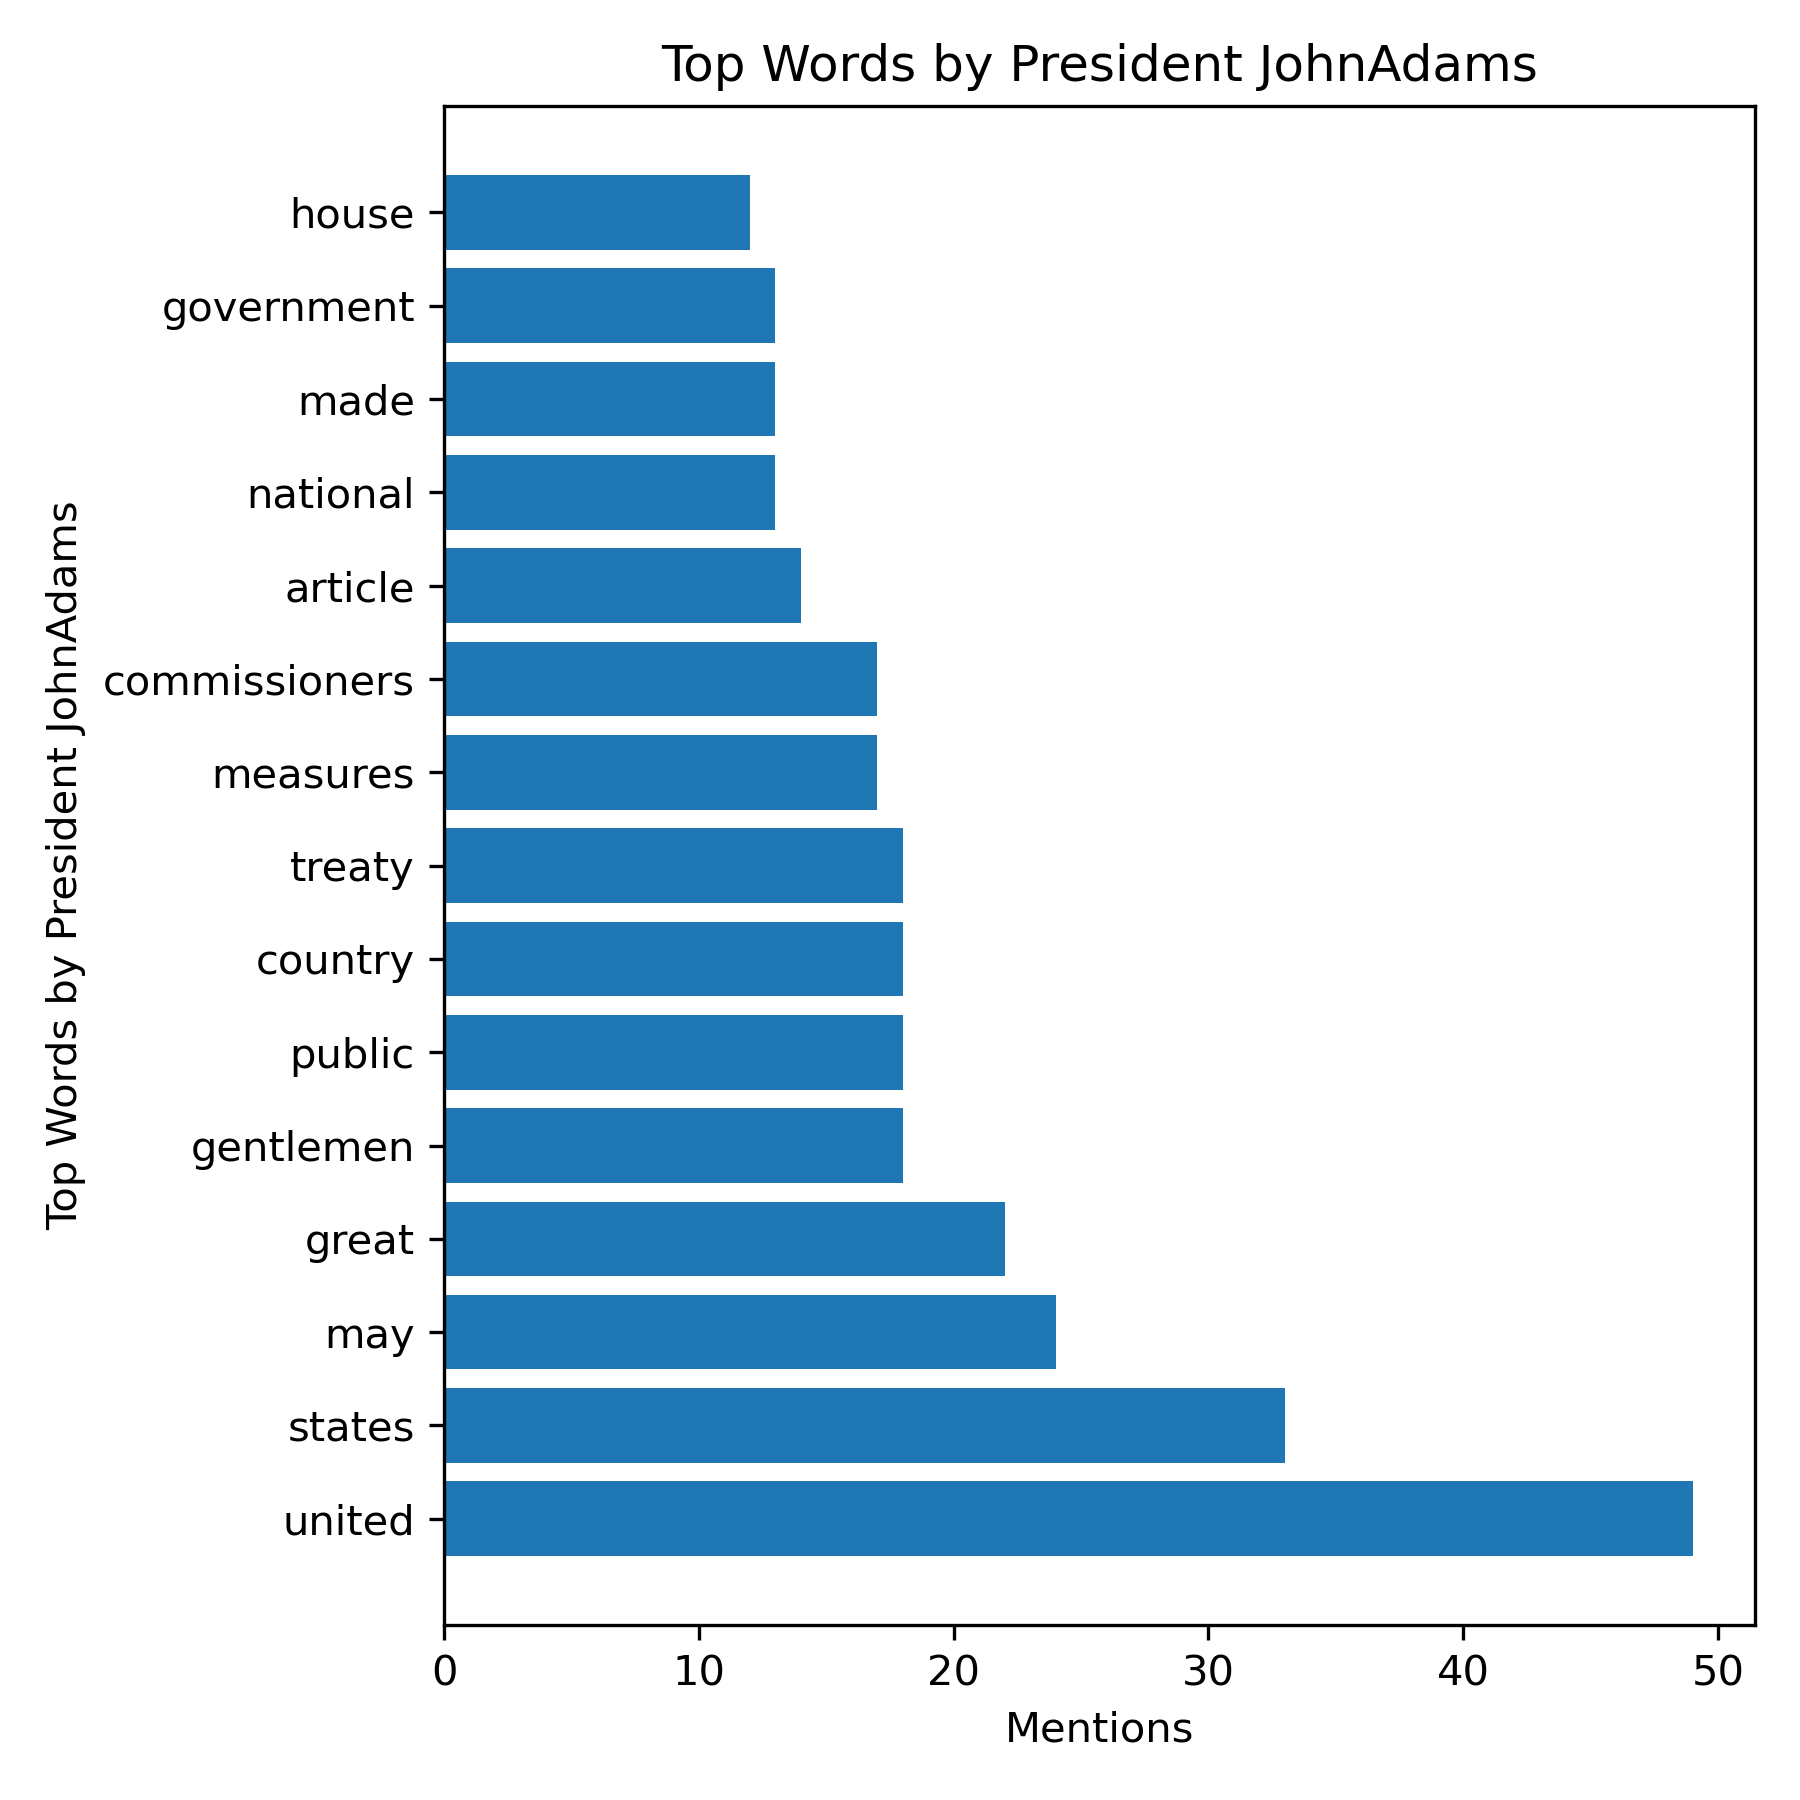 Top Words by President JohnAdams
Top Words by President JohnAdams
house
government
made
national
article
commissioners
measures
treaty
country
public
gentlemen
great
may
states
united
0 10 20 30 40 50
Mentions